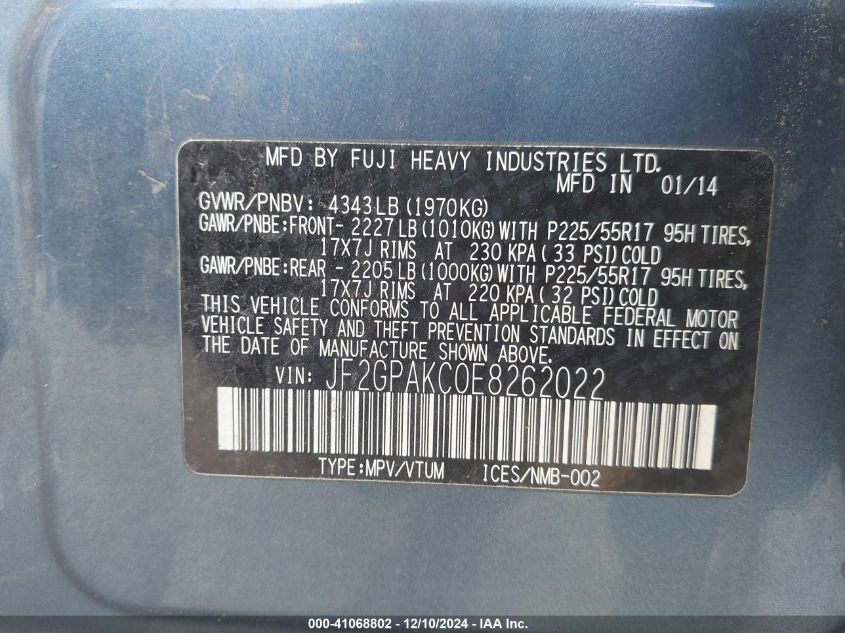 MFD BY FUJI HEAVY INDUSTRIES LTD.
MFD IN 01/14
GVWR/PNBV: 4343LB (1970KG)
GAWR/PNBE:FRONT- 2227LB(1010KG)WITH P225/55R17 95H TIRES,
17X7J RIMS AT 230 KPA( 33 PSI)COLD
GAWR/PNBE:REAR - 2205LB(1000KG)WITH P225/55R17 95H TIRES,
17X7J RIMS AT 220 KPA( 32 PSI)COLD
THIS VEHICLE CONFORMS TO ALL APPLICABLE FEDERAL MOTOR
VEHICLE SAFETY AND THEFT PREVENTION STANDARDS IN EFFECT ON
THE DATE OF MANUFACTURE SHOWN ABOVE.
VIN: JF2GPAKC0E8262022
TYPE:MPV/VTUM ICES/NMB-002
000-41068802 - 12/10/2024 - IAA Inc.